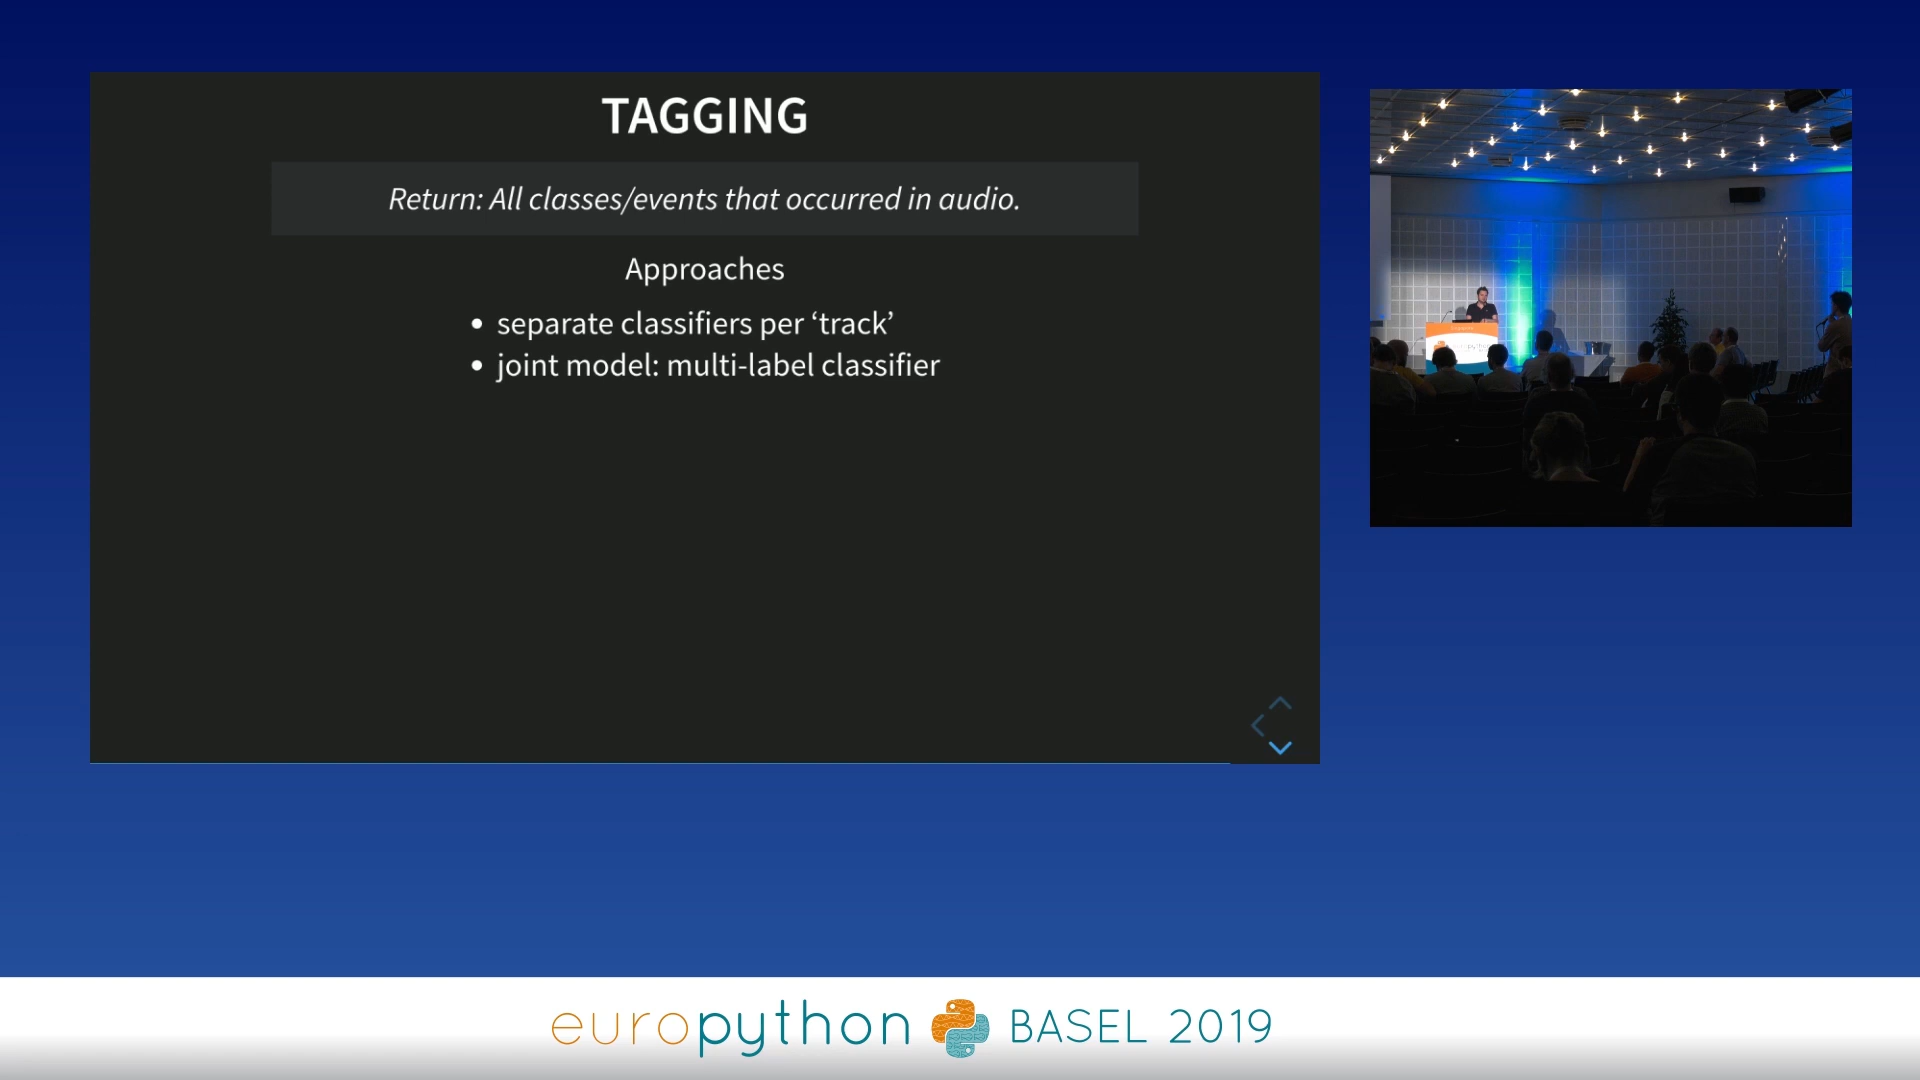 TAGGING
Return: All classes/events that occurred in audio.
Approaches
• separate classifiers per ‘track’
• joint model: multi-label classifier
europython BASEL 2019